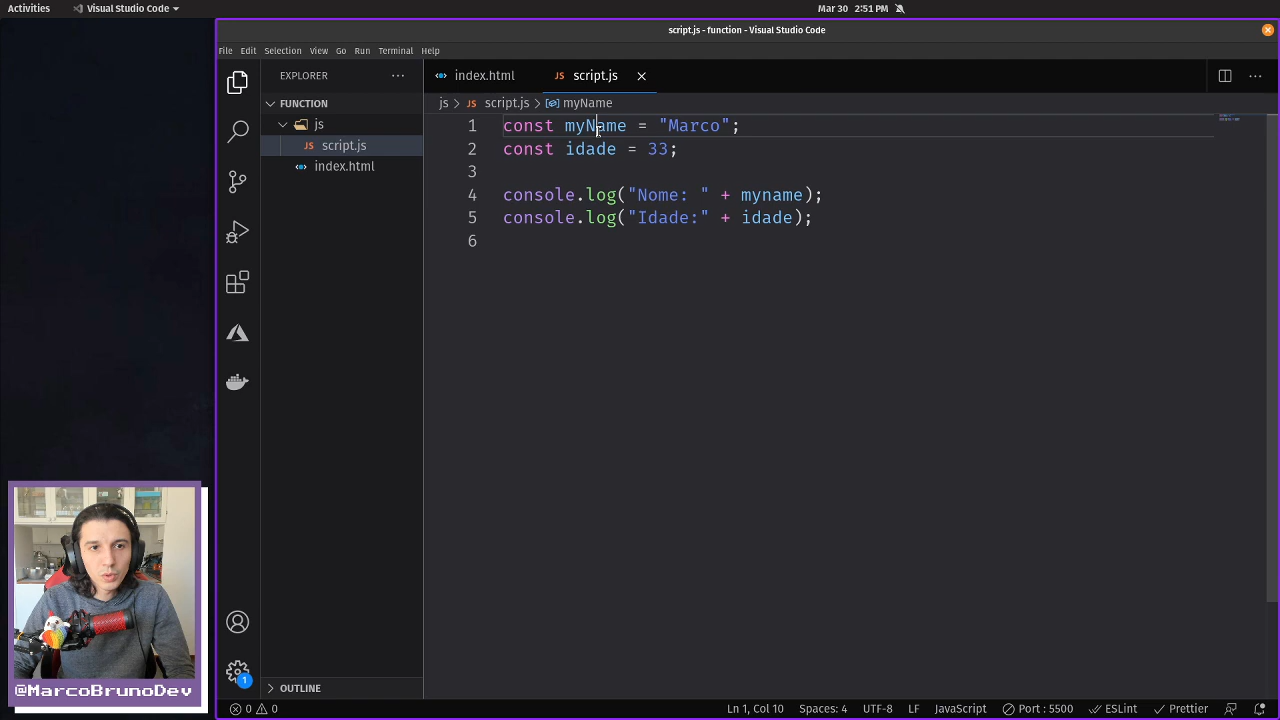 Activities
Visual Studio Code
Mar 30 2:51 PM
script.js - function - Visual Studio Code
File Edit Selection View Go Run Terminal Help
EXPLORER
FUNCTION
js
JS script.js
index.html
OUTLINE
index.html
JS script.js
js > JS script.js > myName
1 const myName = "Marco";
2 const idade = 33;
3
4 console.log("Nome: " + myname);
5 console.log("Idade:" + idade);
6
1
@MarcoBrunoDev
0 0
Ln 1, Col 10
Spaces: 4
UTF-8
LF
JavaScript
Port : 5500
ESLint
Prettier